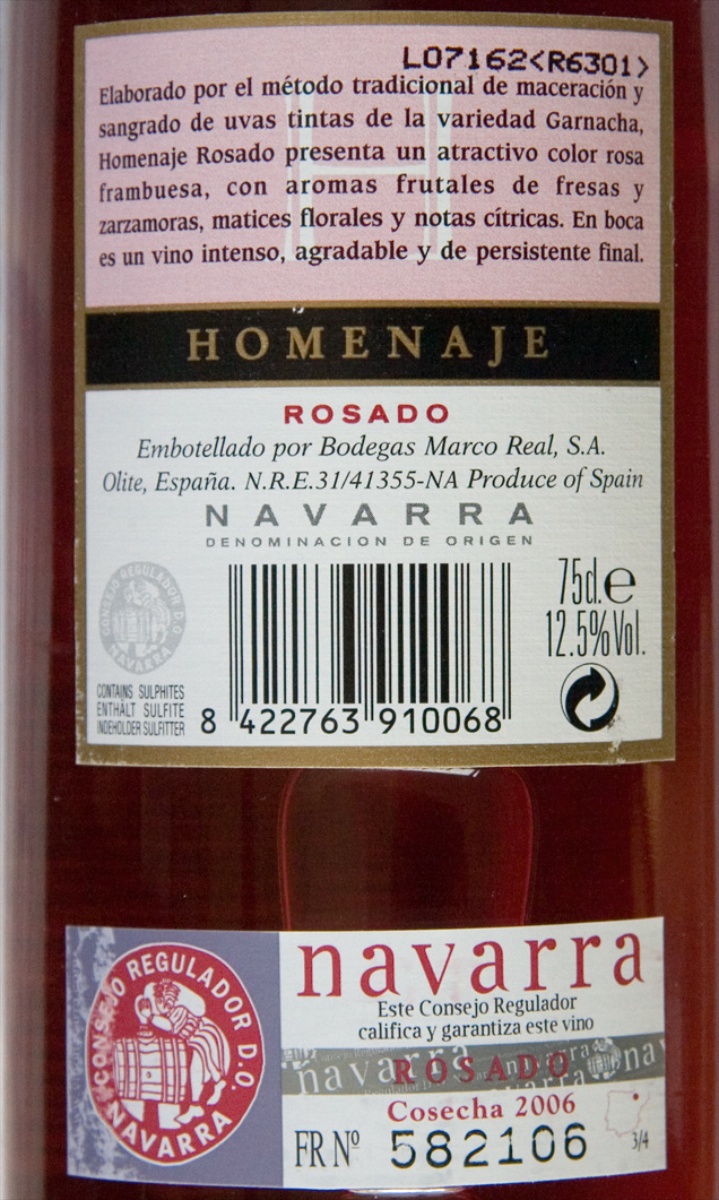 L07162<R6301>
Elaborado por el método tradicional de maceración y
sangrado de uvas tintas de la variedad Garnacha,
Homenaje Rosado presenta un atractivo color rosa
frambuesa, con aromas frutales de fresas y
zarzamoras, matices florales y notas cítricas. En boca
es un vino intenso, agradable y de persistente final.
HOMENAJE
ROSADO
Embotellado por Bodegas Marco Real, S.A.
Olite, España. N.R.E.31/41355-NA Produce of Spain
NAVARRA
DENOMINACION DE ORIGEN
CONSEJO REGULADOR D.O.
NAVARRA
CONTAINS SULPHITES
ENTHÄLT SULFITE
INDEHOLDER SULFITTER
8 422763 910068
75cl.e
12.5%Vol.
CONSEJO REGULADOR D.O.
NAVARRA
navarra
Este Consejo Regulador
califica y garantiza este vino
navarra
ROSADO
Cosecha 2006
FR Nº 582106
3/4